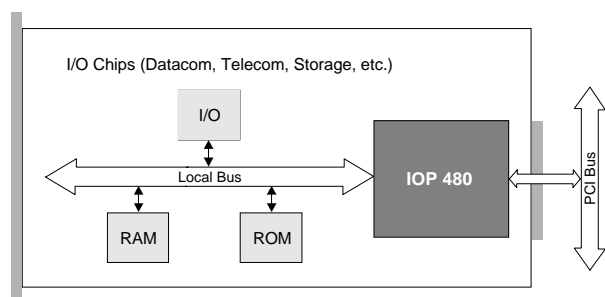 I/O Chips (Datacom, Telecom, Storage, etc.)
I/O
Local Bus
IOP 480
PCI Bus
RAM
ROM